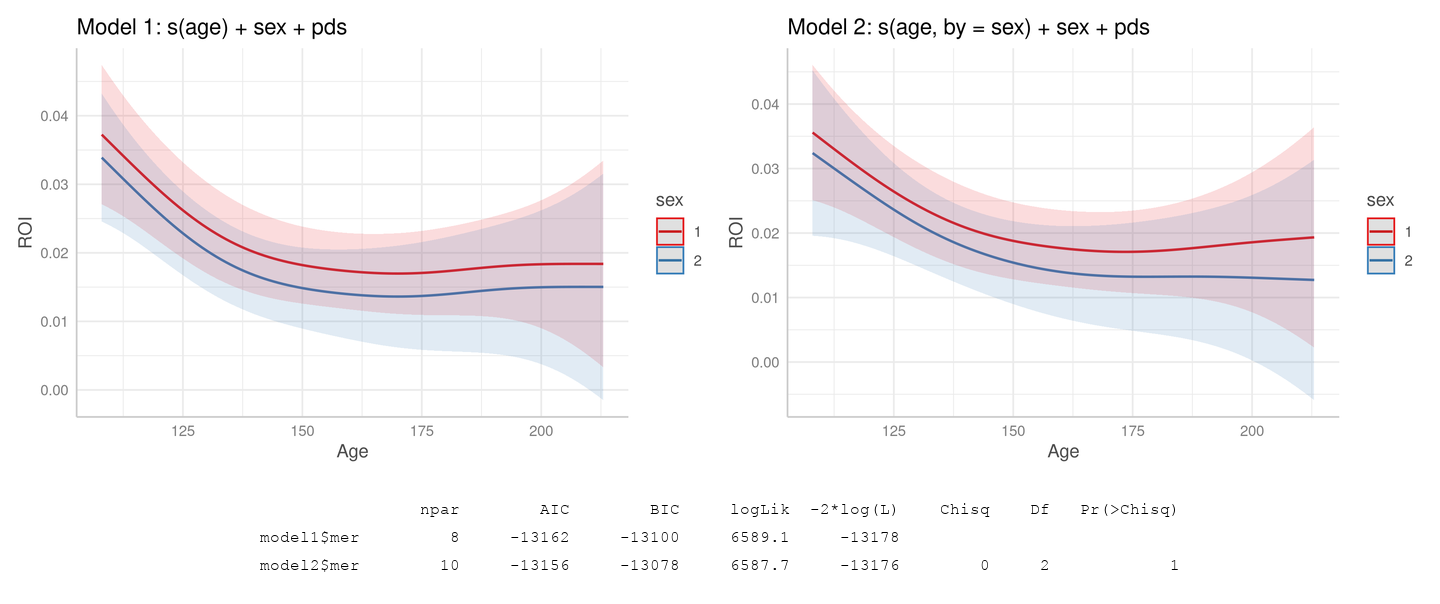 Model 1: s(age) + sex + pds
0.04
0.03
0.02
0.01
0.00
ROI
125 150 175 200
Age
sex
1
2
Model 2: s(age, by = sex) + sex + pds
0.04
0.03
0.02
0.01
0.00
ROI
125 150 175 200
Age
sex
1
2
npar AIC BIC logLik -2*log(L) Chisq Df Pr(>Chisq)
model1$mer 8 -13162 -13100 6589.1 -13178
model2$mer 10 -13156 -13078 6587.7 -13176 0 2 1